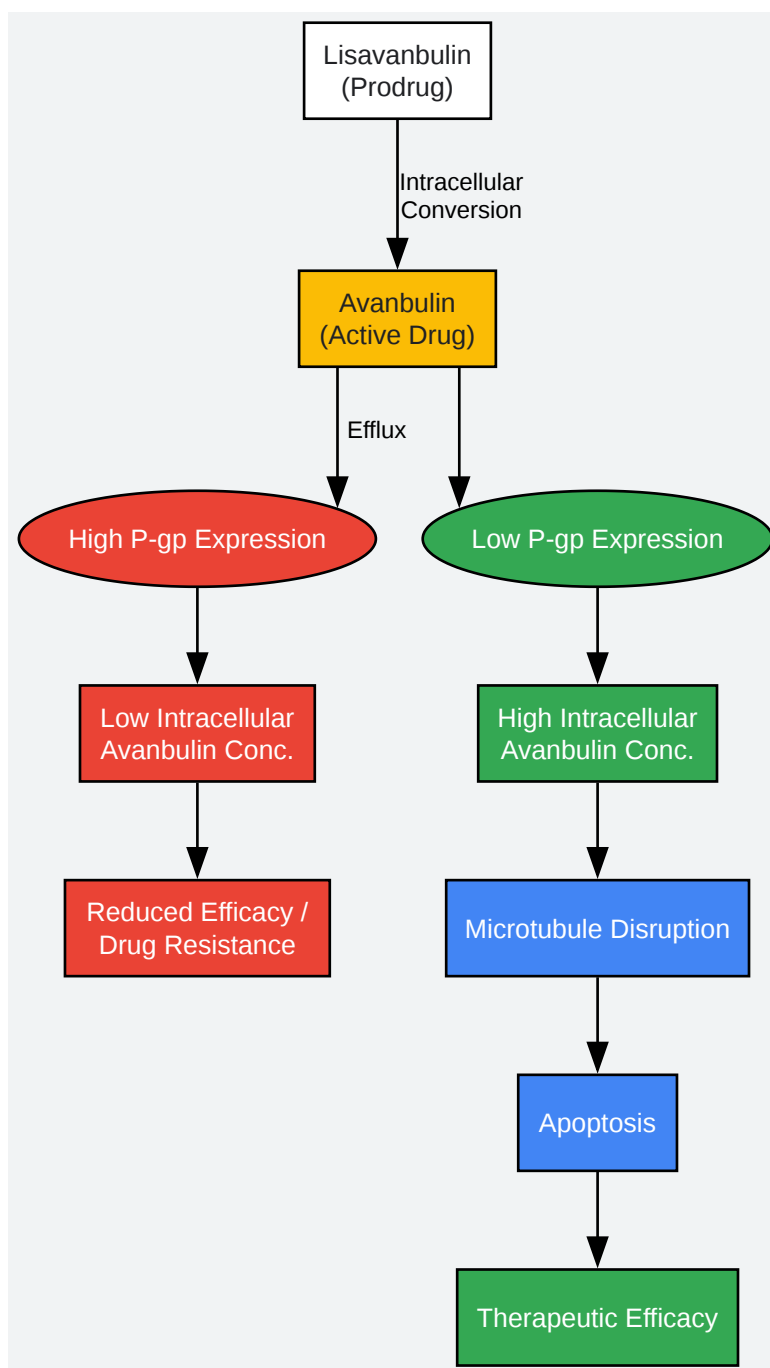 Lisavanbulin
(Prodrug)
Intracellular
Conversion
Avanbulin
(Active Drug)
Efflux
High P-gp Expression
Low P-gp Expression
Low Intracellular
Avanbulin Conc.
High Intracellular
Avanbulin Conc.
Reduced Efficacy /
Drug Resistance
Microtubule Disruption
Apoptosis
Therapeutic Efficacy